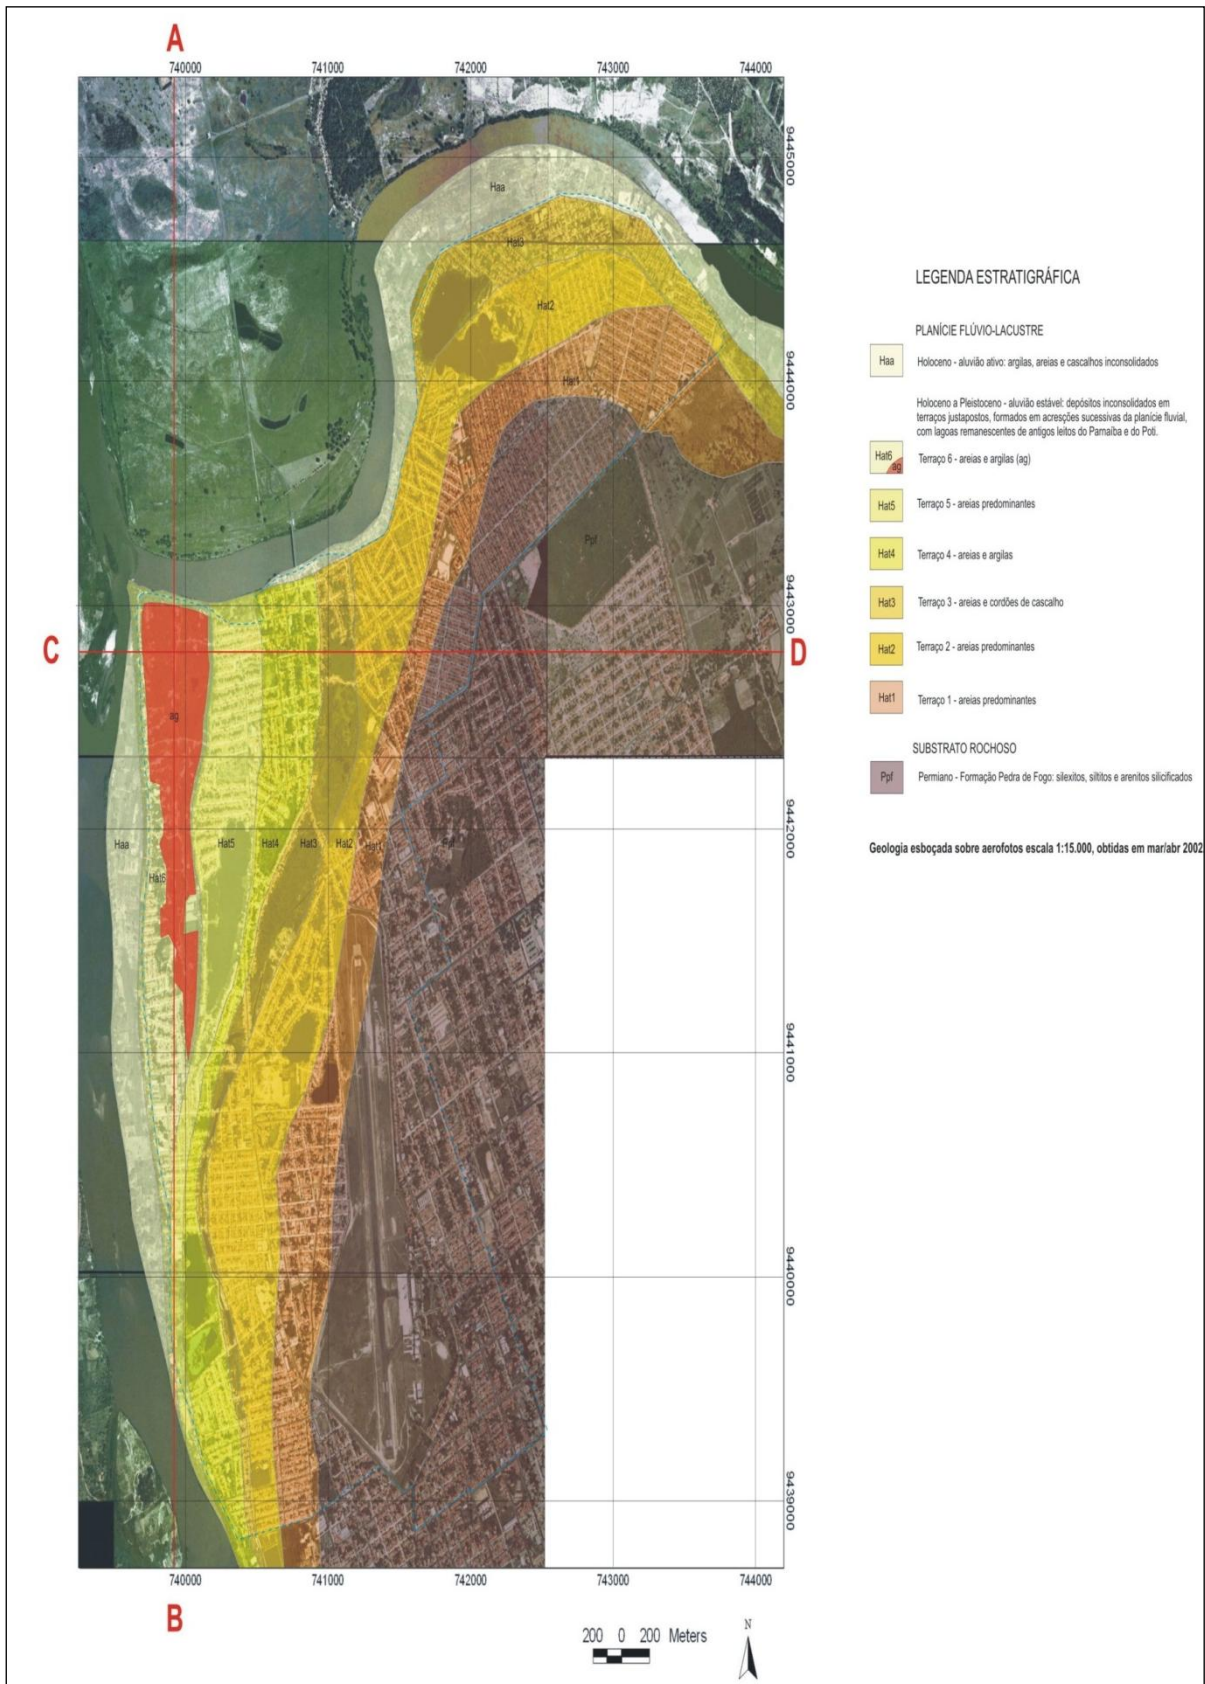 A
740000 741000 742000 743000 744000
9445000
Haa
Hat3
Hat2
9444000
Hat1
Ppf
9443000
C
D
ag
9442000
Haa
Hat6
Hat5
Hat4
Hat3
Hat2
Hat1
Ppf
9441000
9440000
9439000
740000 741000 742000 743000 744000
B
200 0 200 Meters
N
LEGENDA ESTRATIGRÁFICA
PLANÍCIE FLÚVIO-LACUSTRE
Haa Holoceno - aluvião ativo: argilas, areias e cascalhos inconsolidados
Holoceno a Pleistoceno - aluvião estável: depósitos inconsolidados em
terraços justapostos, formados em acresções sucessivas da planície fluvial,
com lagoas remanescentes de antigos leitos do Parnaíba e do Poti.
Hat6 ag Terraço 6 - areias e argilas (ag)
Hat5 Terraço 5 - areias predominantes
Hat4 Terraço 4 - areias e argilas
Hat3 Terraço 3 - areias e cordões de cascalho
Hat2 Terraço 2 - areias predominantes
Hat1 Terraço 1 - areias predominantes
SUBSTRATO ROCHOSO
Ppf Permiano - Formação Pedra de Fogo: silexitos, siltitos e arenitos silicificados
Geologia esboçada sobre aerofotos escala 1:15.000, obtidas em mar/abr 2002